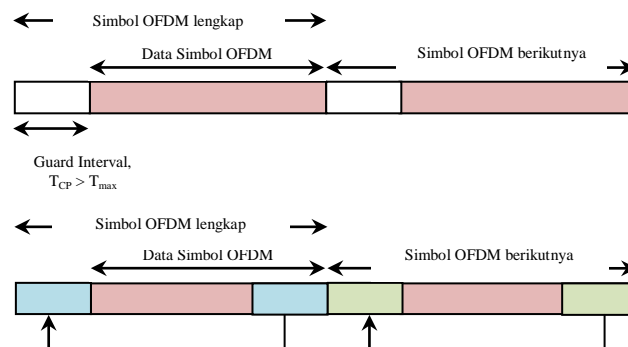 Simbol OFDM lengkap
Data Simbol OFDM
Simbol OFDM berikutnya
Guard Interval,
T_CP > T_max
Simbol OFDM lengkap
Data Simbol OFDM
Simbol OFDM berikutnya